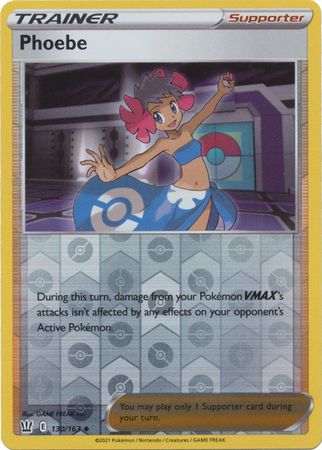 TRAINER Supporter
Phoebe
During this turn, damage from your Pokémon VMAX's
attacks isn't affected by any effects on your opponent's
Active Pokémon.
Illus. GAME FREAK inc.
E 130/163
You may play only 1 Supporter card during
your turn.
©2021 Pokémon / Nintendo / Creatures / GAME FREAK